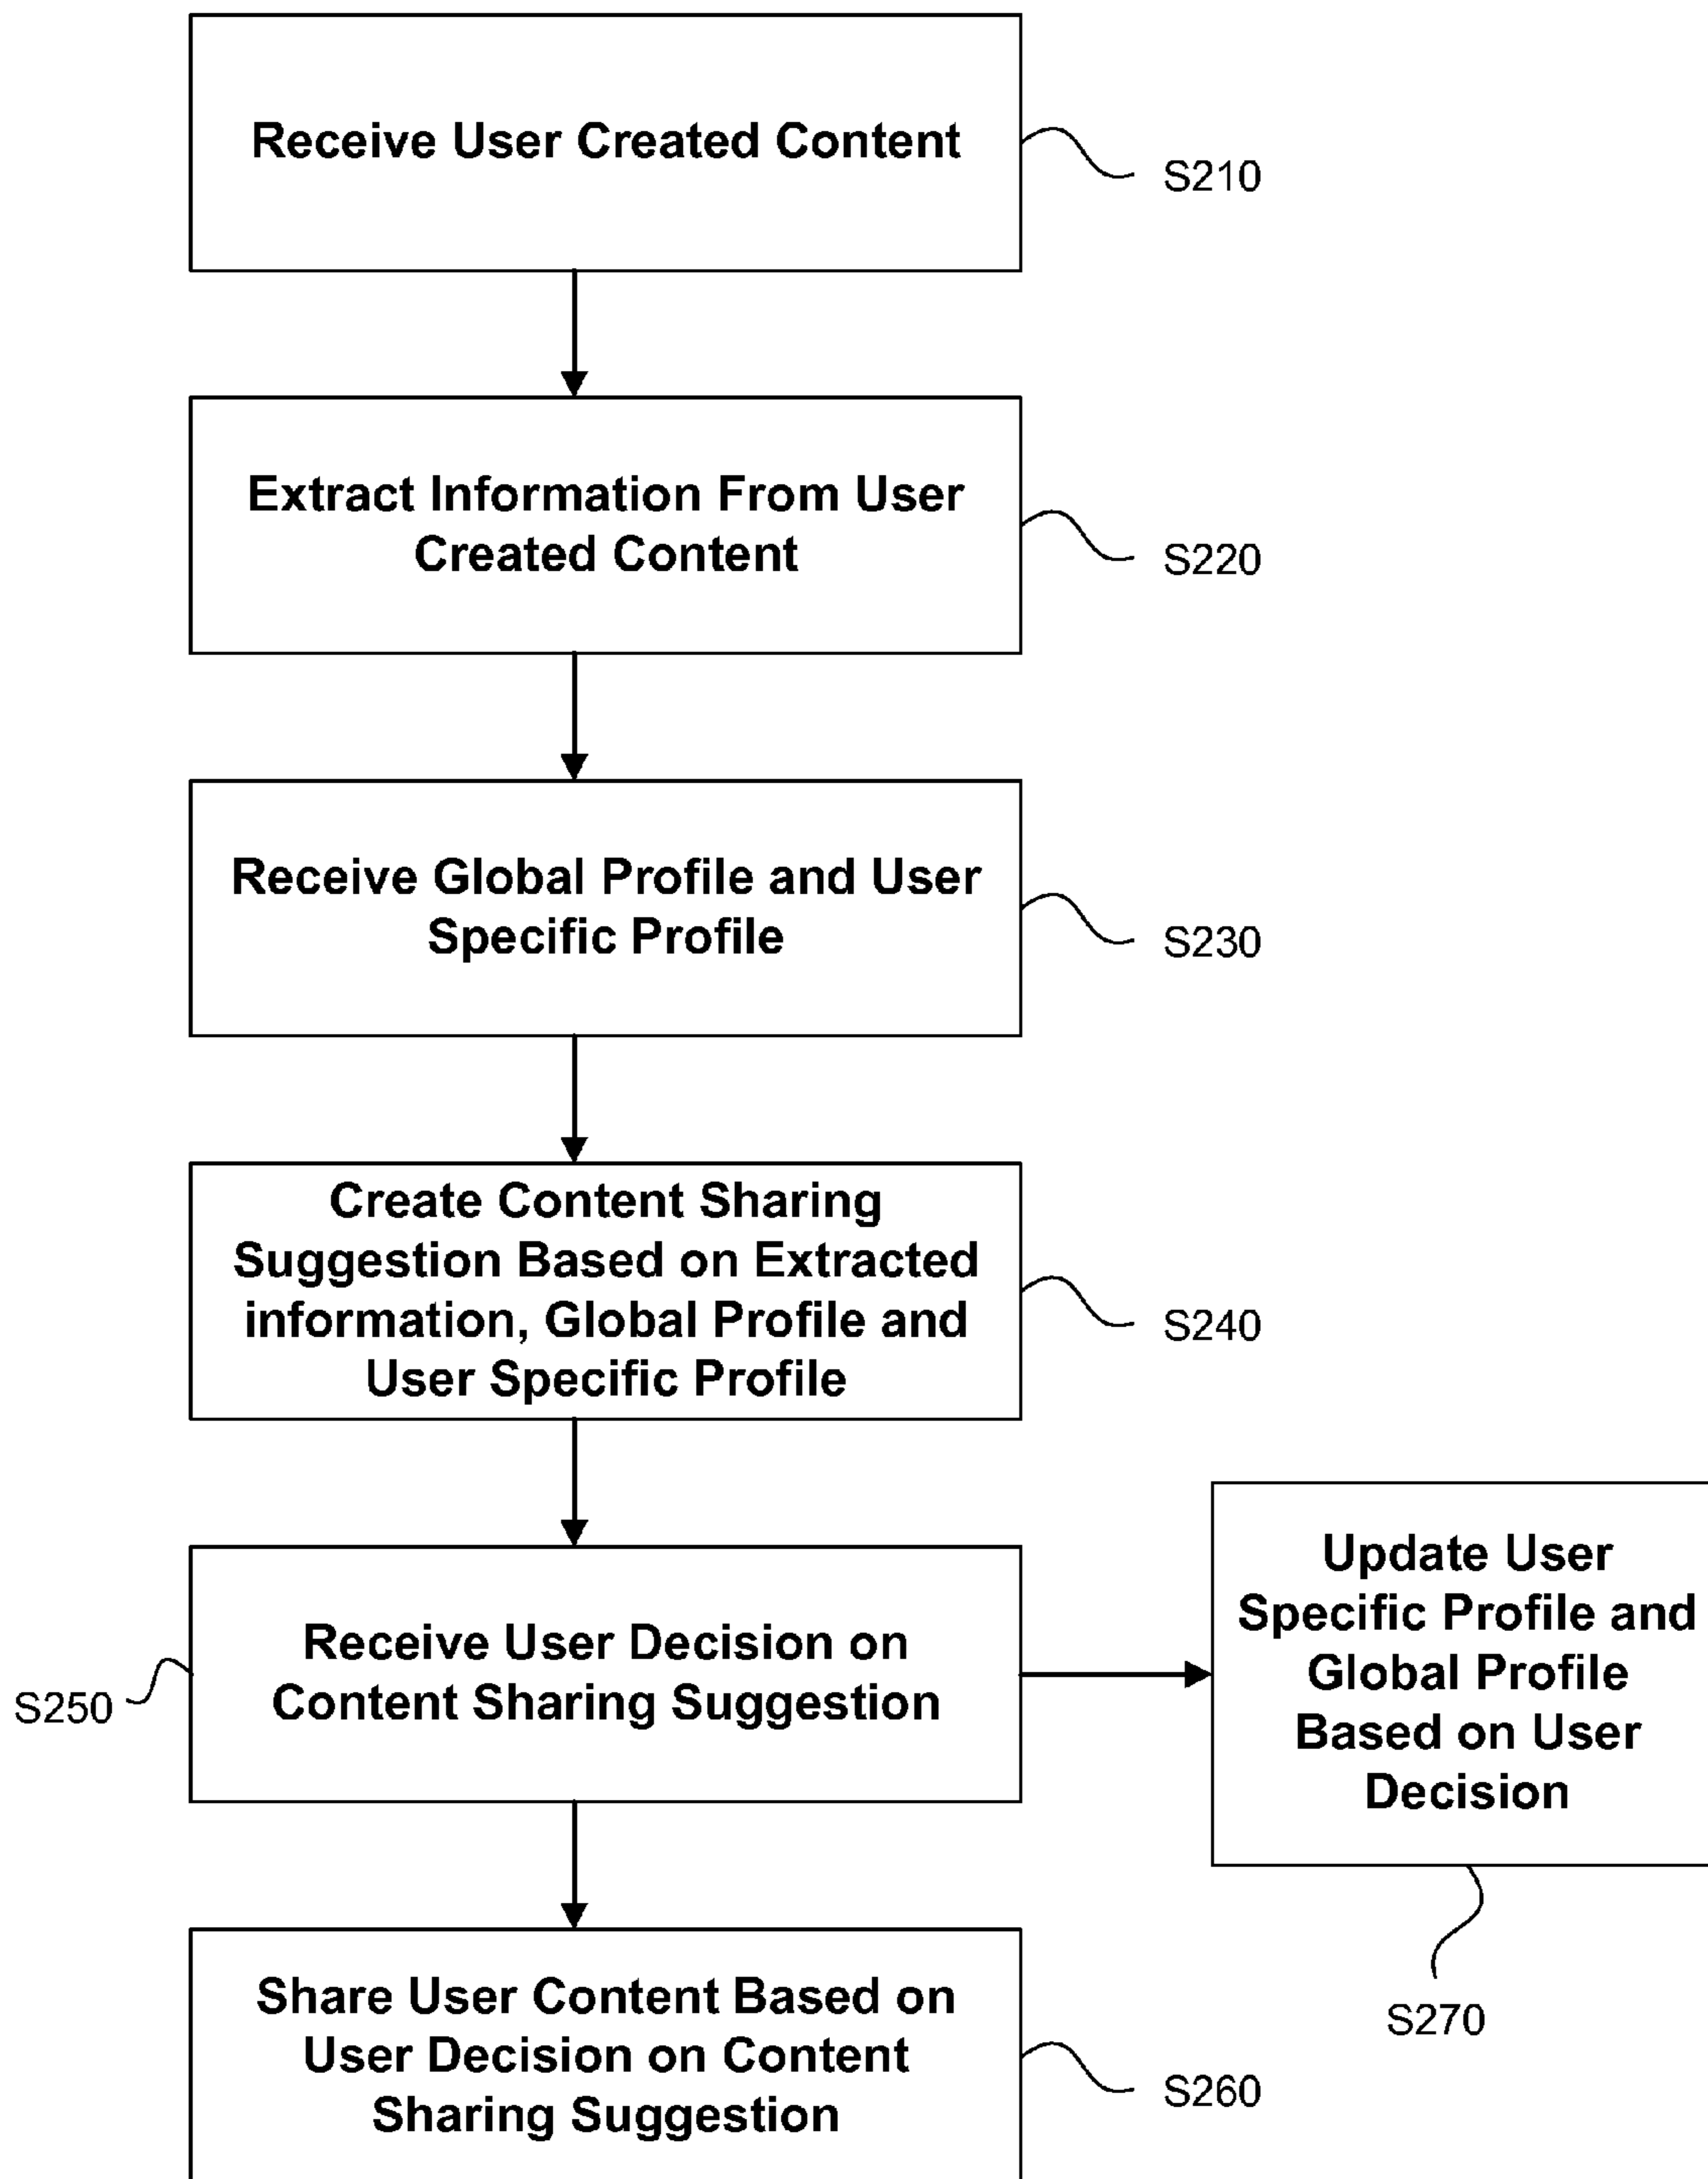 Receive User Created Content
S210
Extract Information From User
Created Content
S220
Receive Global Profile and User
Specific Profile
S230
Create Content Sharing
Suggestion Based on Extracted
information, Global Profile and
User Specific Profile
S240
Receive User Decision on
Content Sharing Suggestion
S250
Update User
Specific Profile and
Global Profile
Based on User
Decision
S270
Share User Content Based on
User Decision on Content
Sharing Suggestion
S260